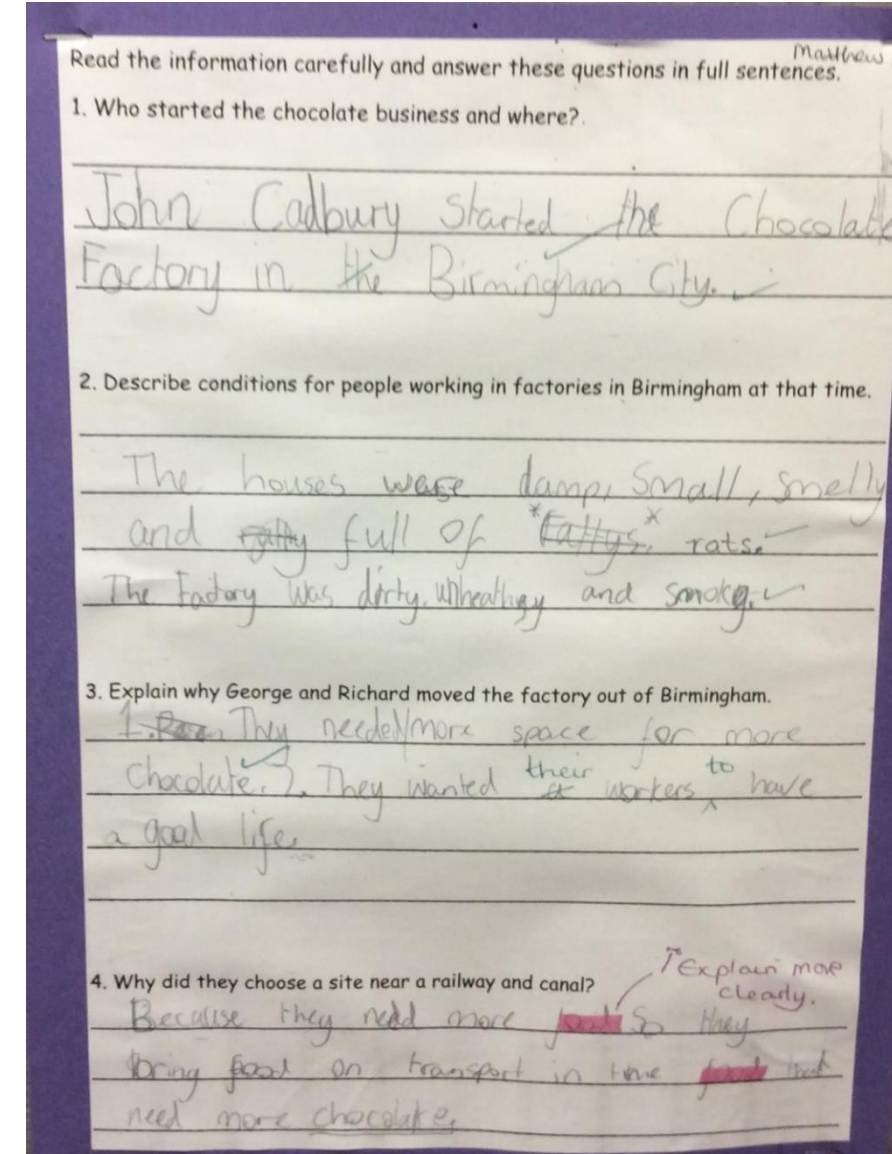 Matthew
Read the information carefully and answer these questions in full sentences.
1. Who started the chocolate business and where?.
John Cadbury started the Chocolate
Factory in the Birmingham City.
2. Describe conditions for people working in factories in Birmingham at that time.
The houses were damp, small, smelly
and full of rats.
The Factory was dirty, and smokey.
3. Explain why George and Richard moved the factory out of Birmingham.
1. They needed more space for more
Chocolate. 2. They wanted their workers to have
a good life.
4. Why did they choose a site near a railway and canal?
↑ Explain more
clearly.
Because they need more food So they
bring food on transport in time food that
need more chocolate.